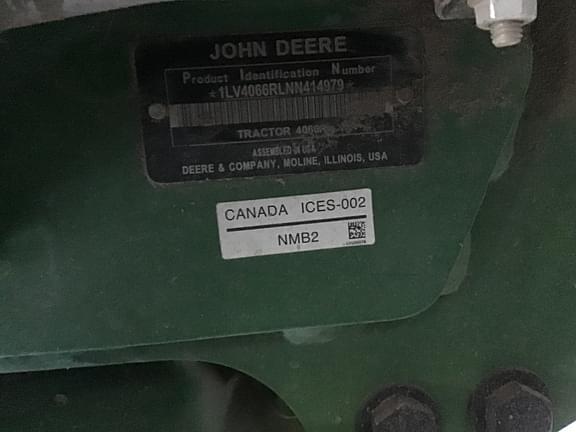 JOHN DEERE
Product Identification Number
*1LV4066RLNN414979*
TRACTOR 4066R
ASSEMBLED IN USA
DEERE & COMPANY, MOLINE, ILLINOIS, USA
CANADA ICES-002
NMB2